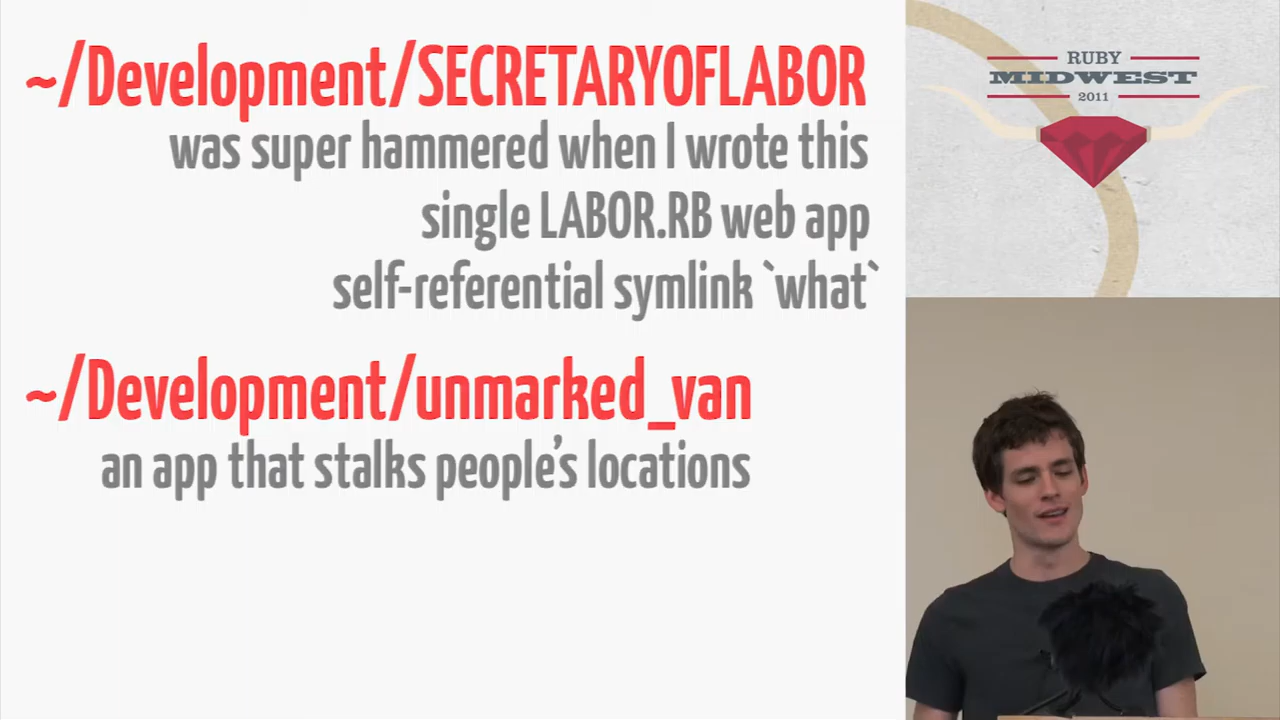 ~/Development/SECRETARYOFLABOR
was super hammered when I wrote this
single LABOR.RB web app
self-referential symlink `what`
~/Development/unmarked_van
an app that stalks people’s locations
RUBY
MIDWEST
2011